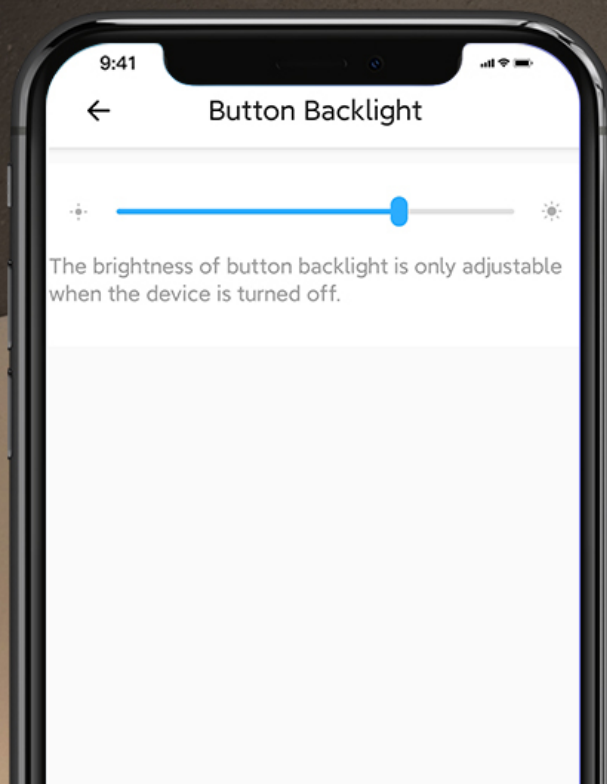 9:41
Button Backlight
The brightness of button backlight is only adjustable
when the device is turned off.